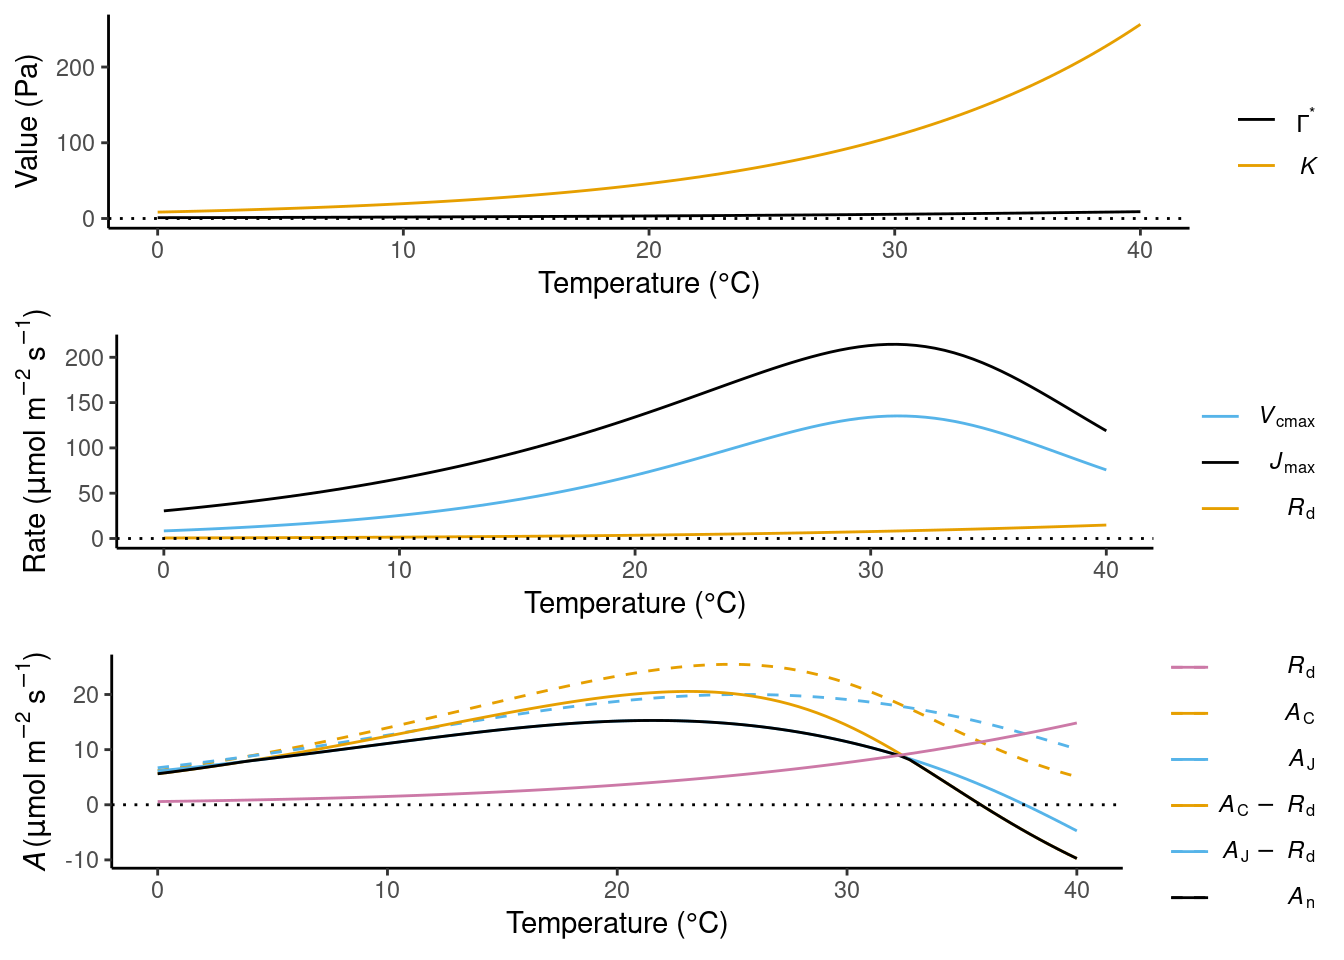 Value (Pa)
200
100
0
0 10 20 30 40
Temperature (°C)
Γ*
K
Rate (μmol m⁻² s⁻¹)
200
150
100
50
0
0 10 20 30 40
Temperature (°C)
Vcmax
Jmax
Rd
A(μmol m⁻² s⁻¹)
20
10
0
-10
0 10 20 30 40
Temperature (°C)
Rd
AC
AJ
AC − Rd
AJ − Rd
An